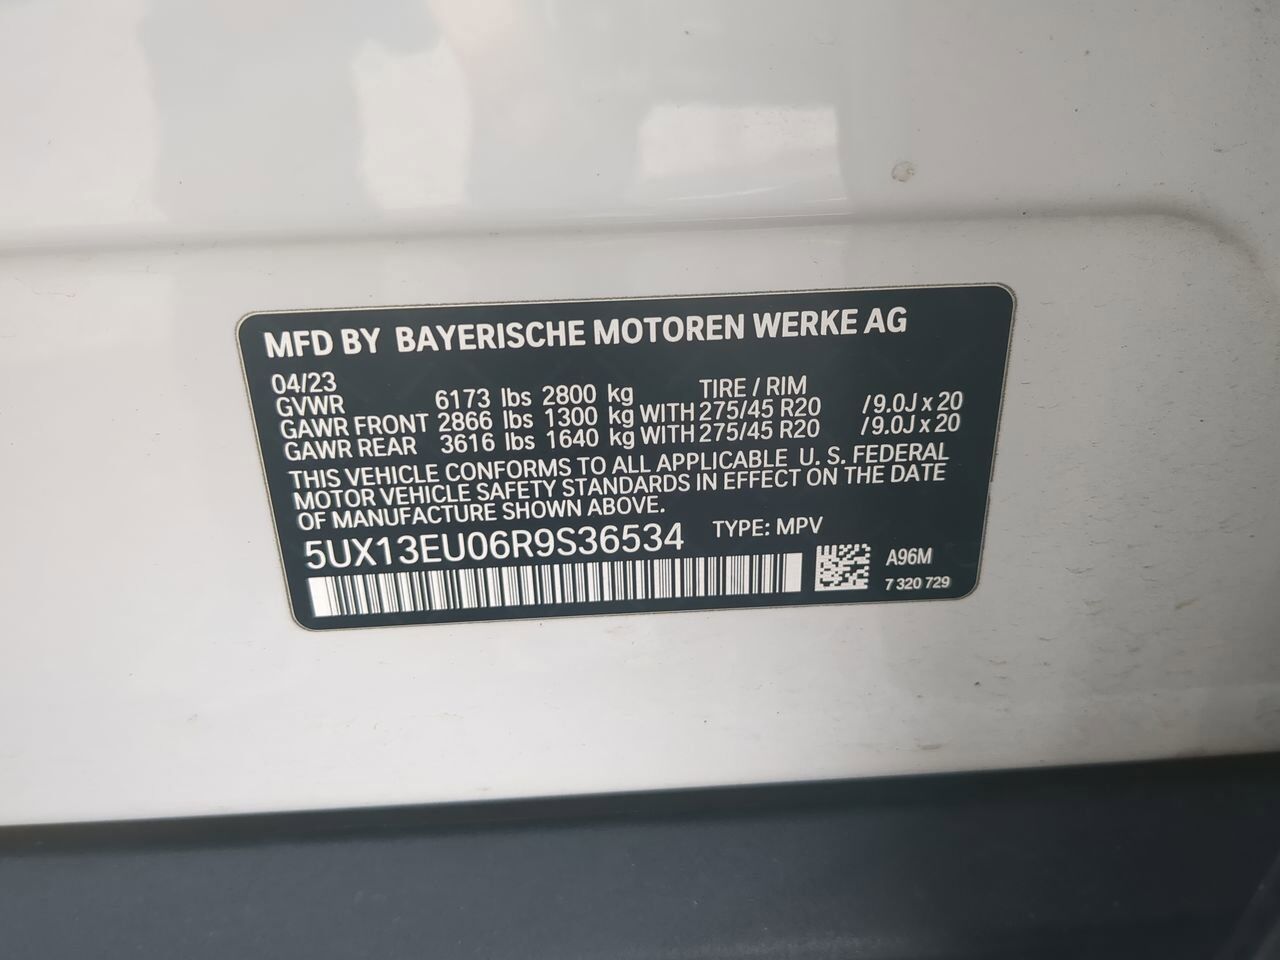 MFD BY BAYERISCHE MOTOREN WERKE AG
04/23 TIRE / RIM
GVWR 6173 lbs 2800 kg
GAWR FRONT 2866 lbs 1300 kg WITH 275/45 R20 /9.0J x 20
GAWR REAR 3616 lbs 1640 kg WITH 275/45 R20 /9.0J x 20
THIS VEHICLE CONFORMS TO ALL APPLICABLE U. S. FEDERAL
MOTOR VEHICLE SAFETY STANDARDS IN EFFECT ON THE DATE
OF MANUFACTURE SHOWN ABOVE.
5UX13EU06R9S36534 TYPE: MPV
A96M
7 320 729